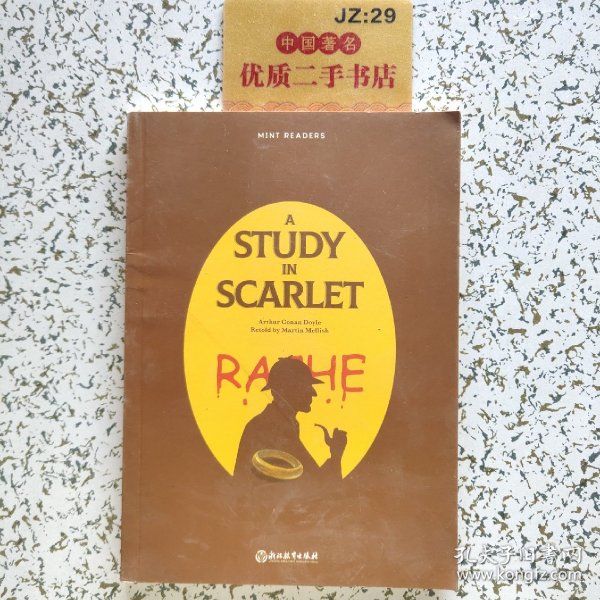 JZ:29
中国著名
优质二手书店
MINT READERS
A
STUDY
IN
SCARLET
Arthur Conan Doyle
Retold by Martin Mellish
RACHE
浙江教育出版社
孔夫子旧书网
kongfz.com